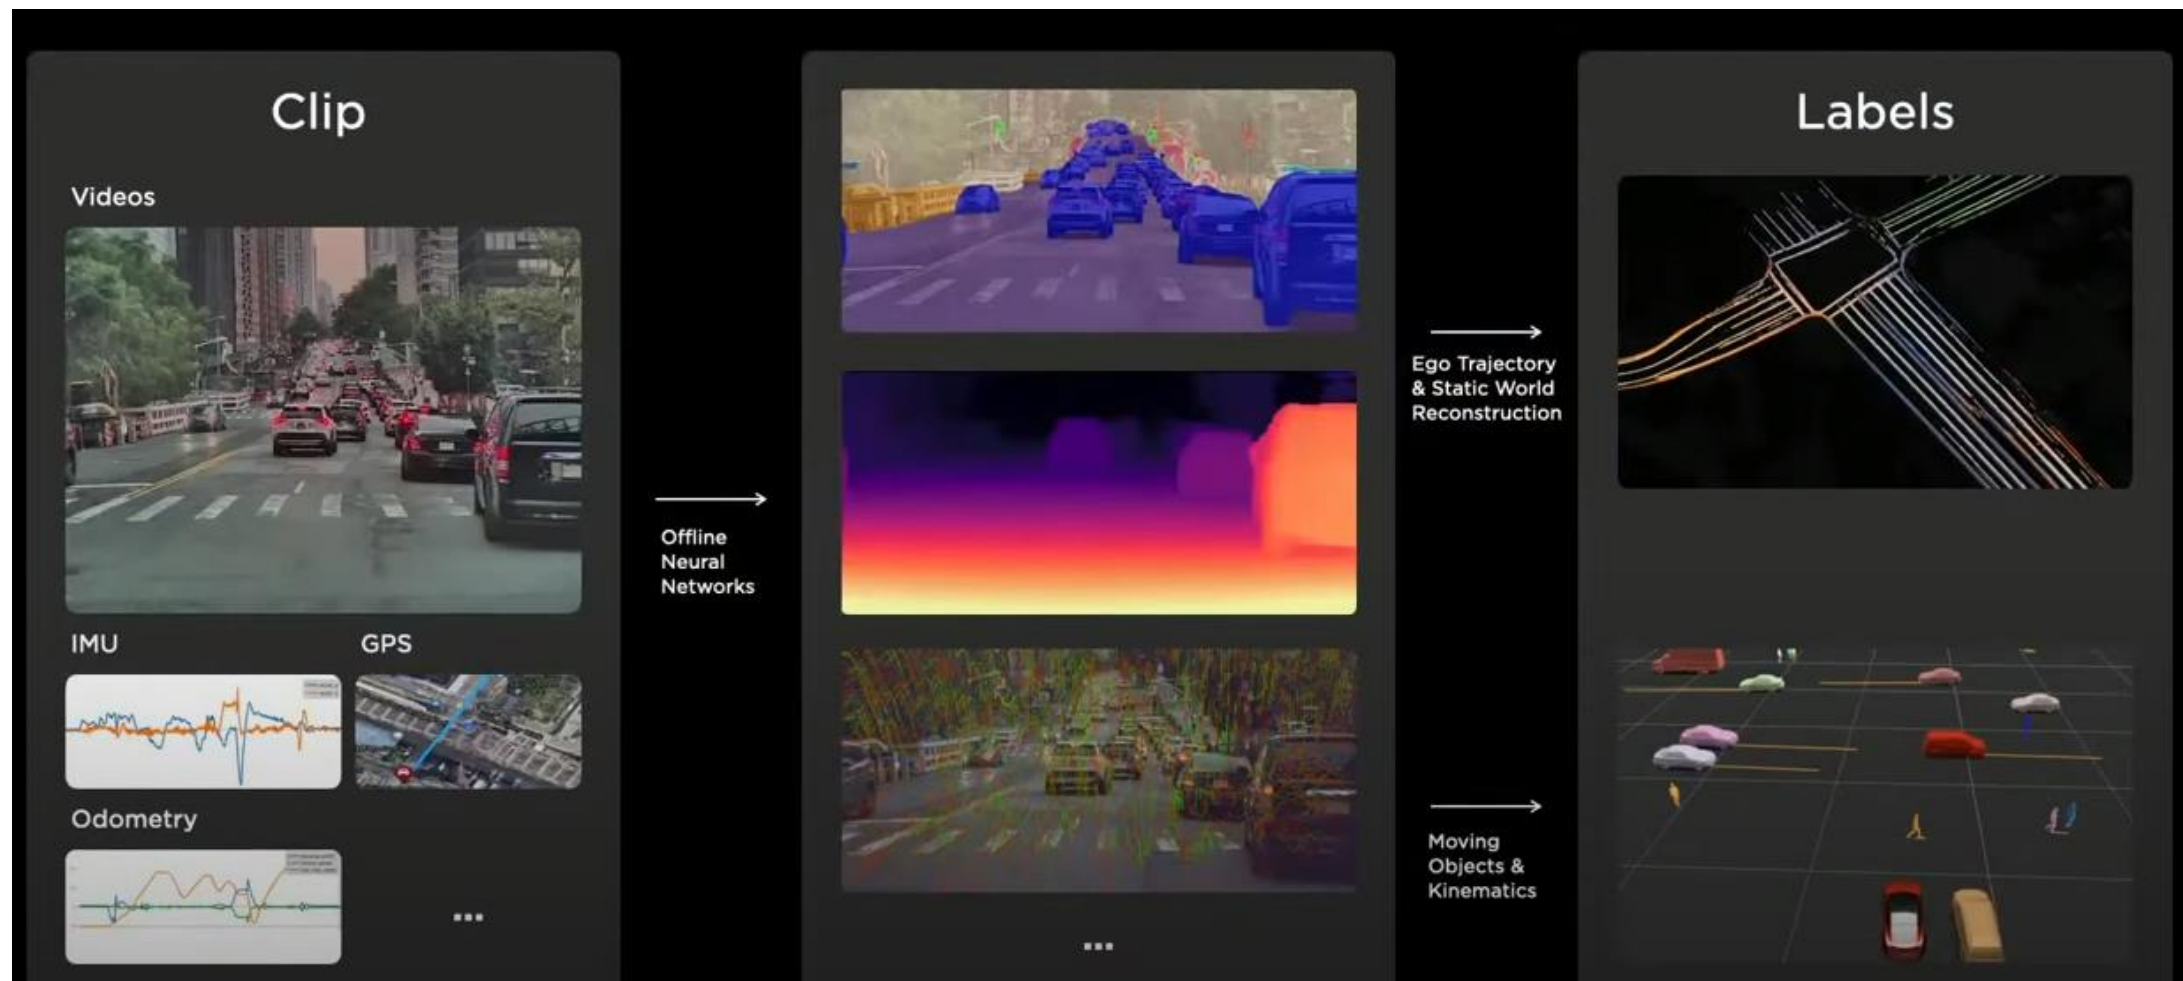 Clip
Videos
IMU
GPS
Odometry
...
Offline
Neural
Networks
...
Ego Trajectory
& Static World
Reconstruction
Moving
Objects &
Kinematics
Labels